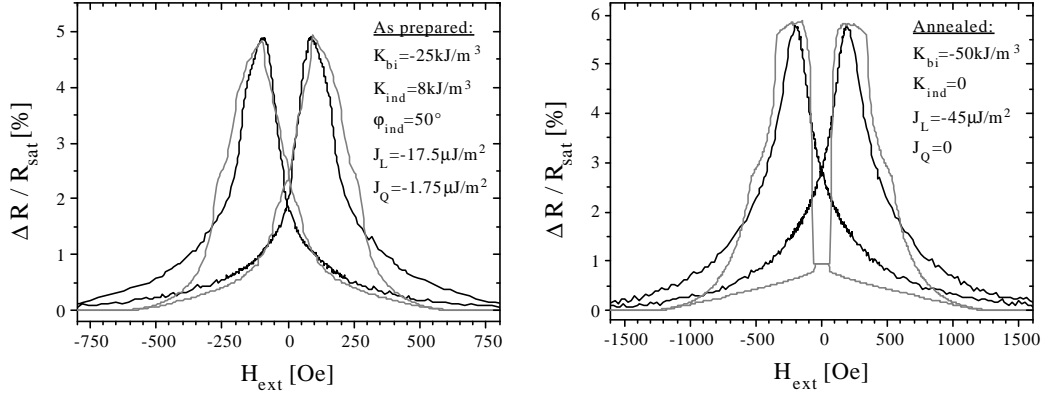 As prepared:
K_bi=-25kJ/m^3
K_ind=8kJ/m^3
φ_ind=50°
J_L=-17.5μJ/m^2
J_Q=-1.75μJ/m^2
5
4
3
2
1
0
Δ R / R_sat [%]
-750 -500 -250 0 250 500 750
H_ext [Oe]
Annealed:
K_bi=-50kJ/m^3
K_ind=0
J_L=-45μJ/m^2
J_Q=0
6
5
4
3
2
1
0
Δ R / R_sat [%]
-1500 -1000 -500 0 500 1000 1500
H_ext [Oe]